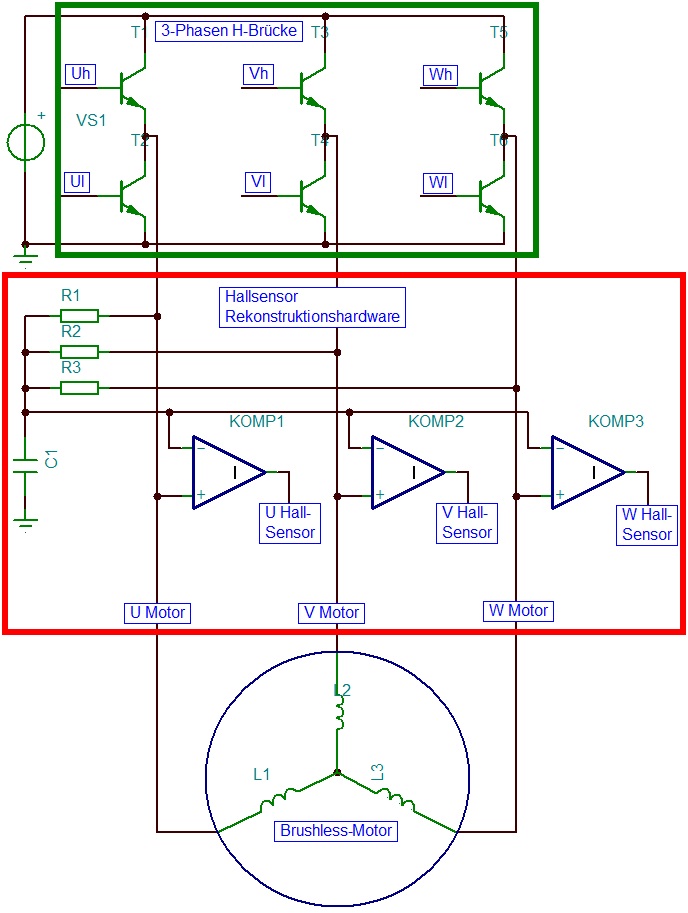 T1
3-Phasen H-Brücke
T3
T5
Uh
Vh
Wh
+
VS1
T2
T4
T6
Ul
Vl
Wl
R1
Hallsensor
Rekonstruktionshardware
R2
R3
KOMP1
KOMP2
KOMP3
C1
−
−
−
+
+
+
U Hall-
Sensor
V Hall-
Sensor
W Hall-
Sensor
U Motor
V Motor
W Motor
L2
L1
L3
Brushless-Motor